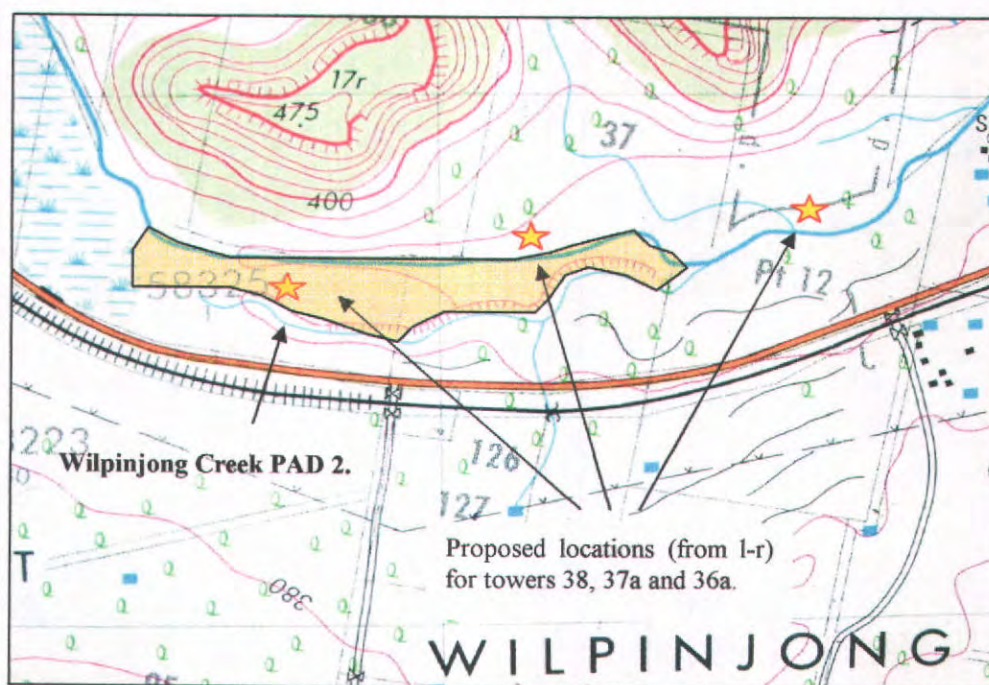 17r
475
37
400
S
58325
Pt 12
Wilpinjong Creek PAD 2.
126
127
Proposed locations (from l-r)
for towers 38, 37a and 36a.
T
380
WILPINJONG